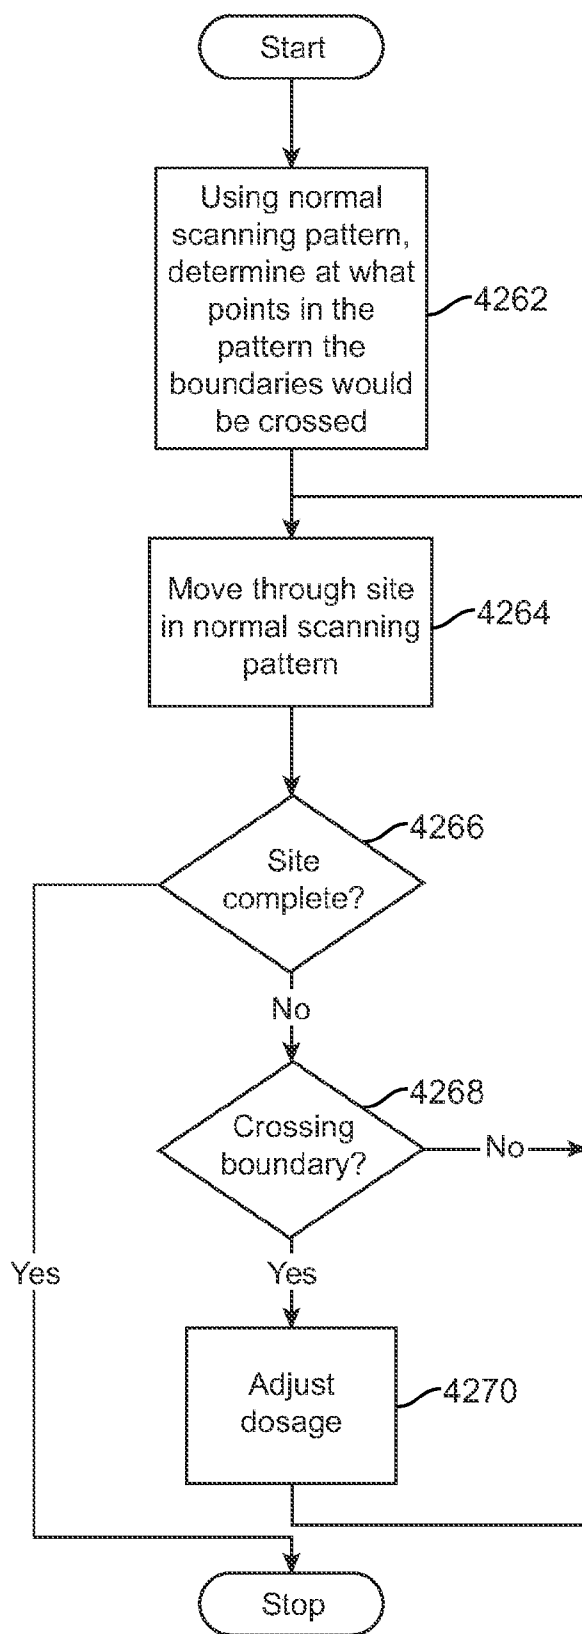 Start
Using normal
scanning pattern,
determine at what
points in the
pattern the
boundaries would
be crossed
4262
Move through site
in normal scanning
pattern
4264
Site
complete?
4266
No
Crossing
boundary?
4268
No
Yes
Yes
Adjust
dosage
4270
Stop